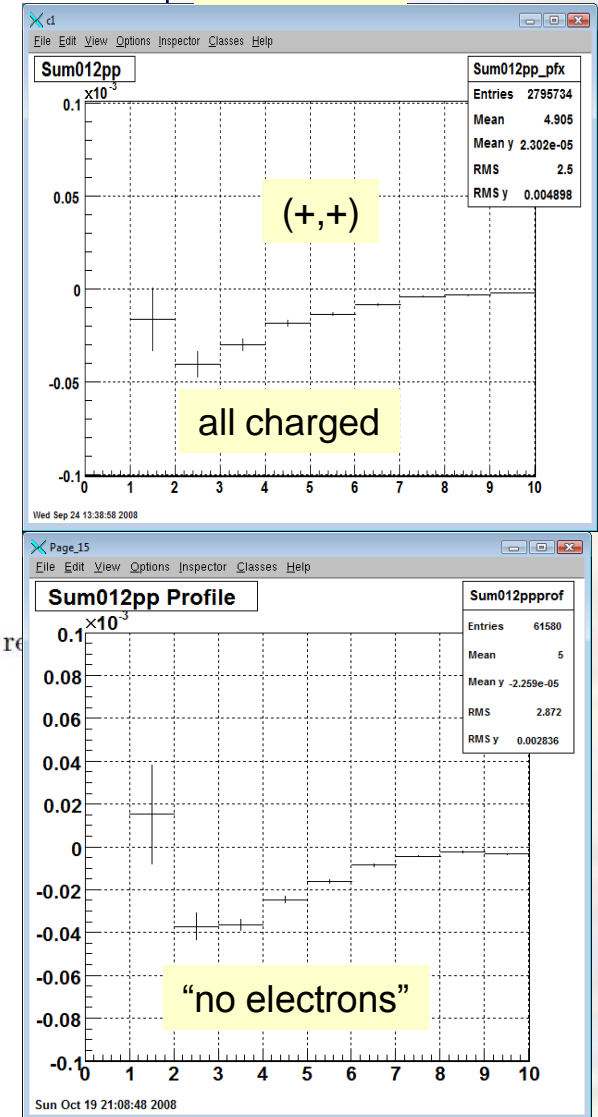 c1
File Edit View Options Inspector Classes Help
Sum012pp
Sum012pp_pfx
Entries 2795734
Mean 4.905
Mean y 2.302e-05
RMS 2.5
RMS y 0.004898
×10-3
0.1
0.05
0
-0.05
-0.1
(+,+)
all charged
0 1 2 3 4 5 6 7 8 9 10
Wed Sep 24 13:38:58 2008
Page_15
File Edit View Options Inspector Classes Help
Sum012pp Profile
Sum012ppprof
Entries 61580
Mean 5
Mean y -2.259e-05
RMS 2.872
RMS y 0.002836
×10-3
0.1
0.08
0.06
0.04
0.02
0
-0.02
-0.04
-0.06
-0.08
-0.1
“no electrons”
0 1 2 3 4 5 6 7 8 9 10
Sun Oct 19 21:08:48 2008